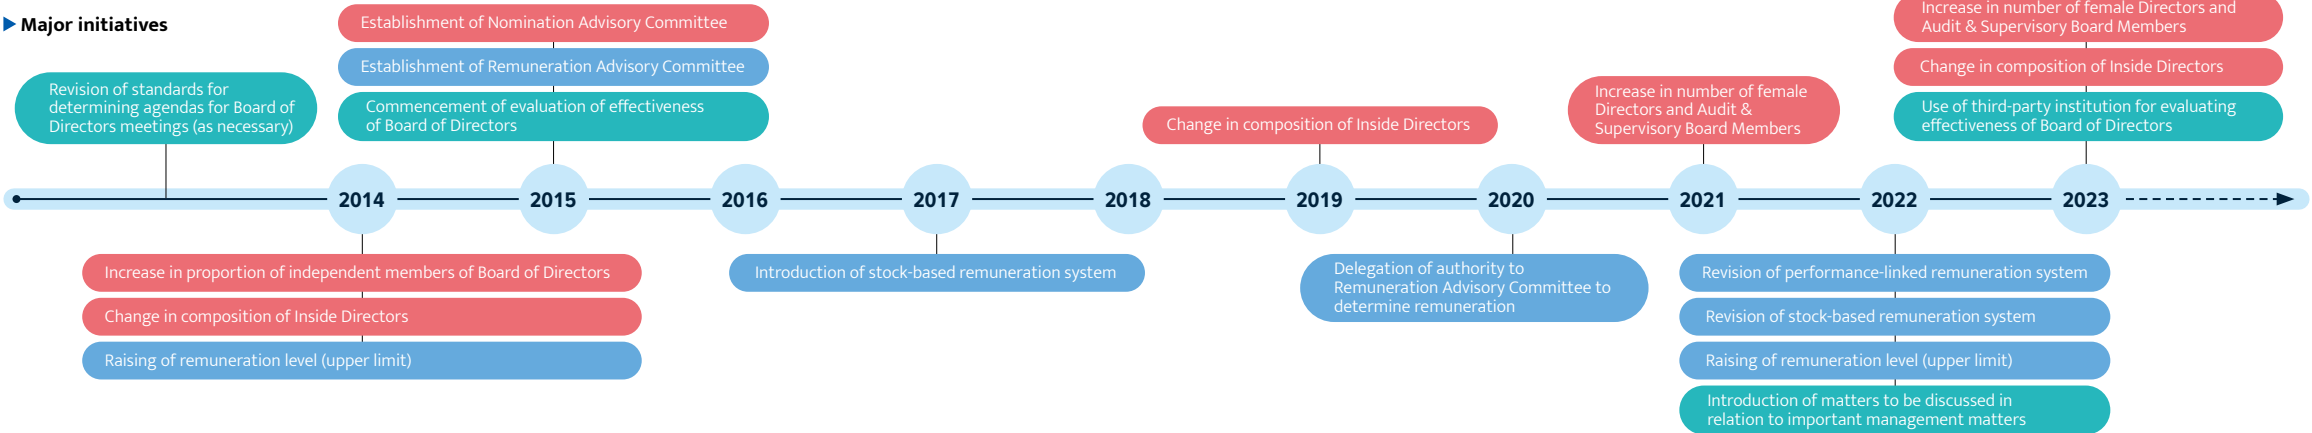 Major initiatives
Revision of standards for
determining agendas for Board of
Directors meetings (as necessary)
Establishment of Nomination Advisory Committee
Establishment of Remuneration Advisory Committee
Commencement of evaluation of effectiveness
of Board of Directors
Change in composition of Inside Directors
Increase in number of female
Directors and Audit &
Supervisory Board Members
Increase in number of female Directors and
Audit & Supervisory Board Members
Change in composition of Inside Directors
Use of third-party institution for evaluating
effectiveness of Board of Directors
2014
2015
2016
2017
2018
2019
2020
2021
2022
2023
Increase in proportion of independent members of Board of Directors
Change in composition of Inside Directors
Raising of remuneration level (upper limit)
Introduction of stock-based remuneration system
Delegation of authority to
Remuneration Advisory Committee to
determine remuneration
Revision of performance-linked remuneration system
Revision of stock-based remuneration system
Raising of remuneration level (upper limit)
Introduction of matters to be discussed in
relation to important management matters